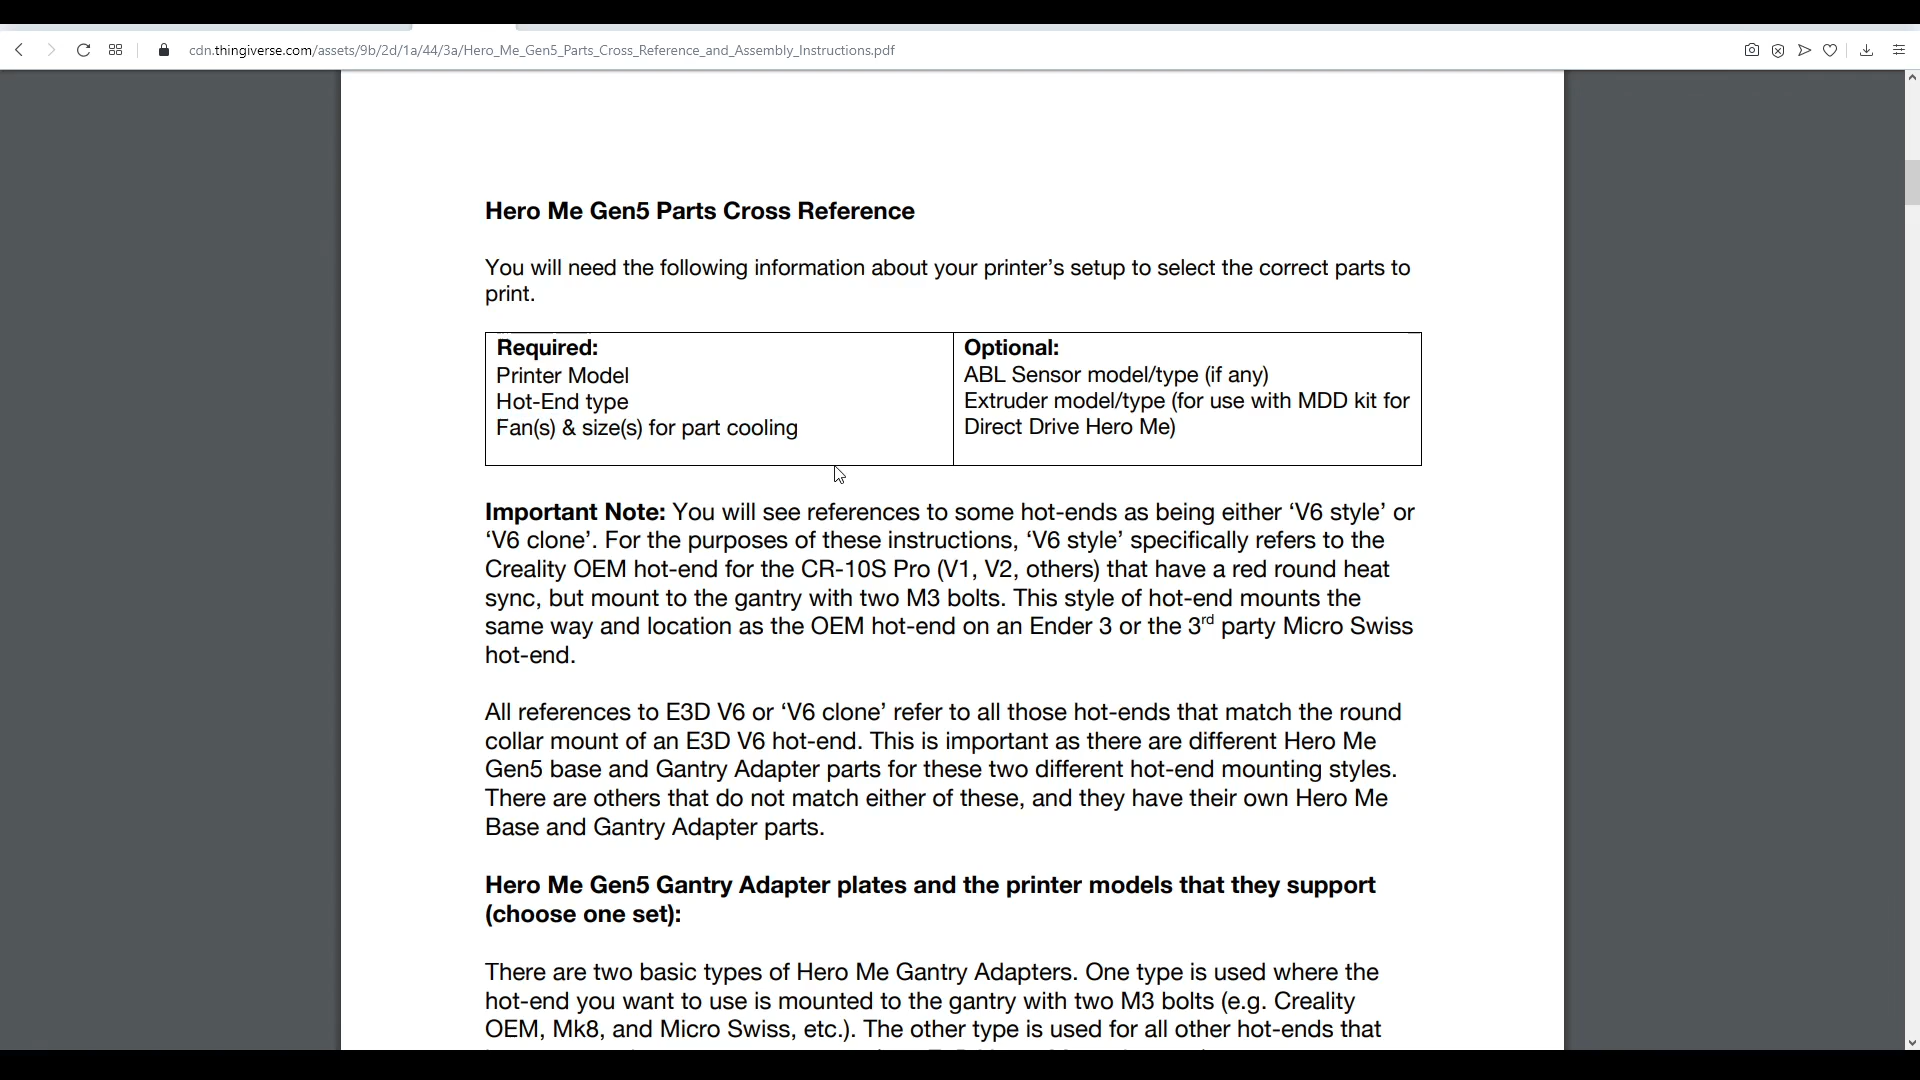 cdn.thingiverse.com/assets/9b/2d/1a/44/3a/Hero_Me_Gen5_Parts_Cross_Reference_and_Assembly_Instructions.pdf
Hero Me Gen5 Parts Cross Reference
You will need the following information about your printer’s setup to select the correct parts to
print.
Required:
Printer Model
Hot-End type
Fan(s) & size(s) for part cooling
Optional:
ABL Sensor model/type (if any)
Extruder model/type (for use with MDD kit for
Direct Drive Hero Me)
Important Note: You will see references to some hot-ends as being either ‘V6 style’ or
‘V6 clone’. For the purposes of these instructions, ‘V6 style’ specifically refers to the
Creality OEM hot-end for the CR-10S Pro (V1, V2, others) that have a red round heat
sync, but mount to the gantry with two M3 bolts. This style of hot-end mounts the
same way and location as the OEM hot-end on an Ender 3 or the 3rd party Micro Swiss
hot-end.
All references to E3D V6 or ‘V6 clone’ refer to all those hot-ends that match the round
collar mount of an E3D V6 hot-end. This is important as there are different Hero Me
Gen5 base and Gantry Adapter parts for these two different hot-end mounting styles.
There are others that do not match either of these, and they have their own Hero Me
Base and Gantry Adapter parts.
Hero Me Gen5 Gantry Adapter plates and the printer models that they support
(choose one set):
There are two basic types of Hero Me Gantry Adapters. One type is used where the
hot-end you want to use is mounted to the gantry with two M3 bolts (e.g. Creality
OEM, Mk8, and Micro Swiss, etc.). The other type is used for all other hot-ends that